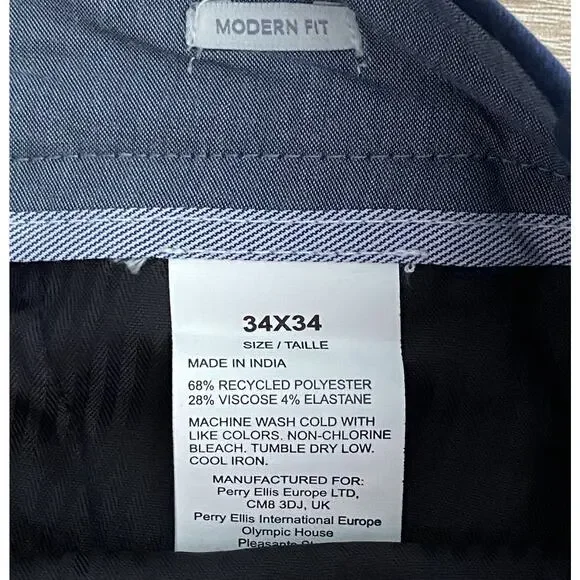 MODERN FIT
34X34
SIZE / TAILLE
MADE IN INDIA
68% RECYCLED POLYESTER
28% VISCOSE 4% ELASTANE
MACHINE WASH COLD WITH
LIKE COLORS. NON-CHLORINE
BLEACH. TUMBLE DRY LOW.
COOL IRON.
MANUFACTURED FOR:
Perry Ellis Europe LTD,
CM8 3DJ, UK
Perry Ellis International Europe
Olympic House
Pleasants